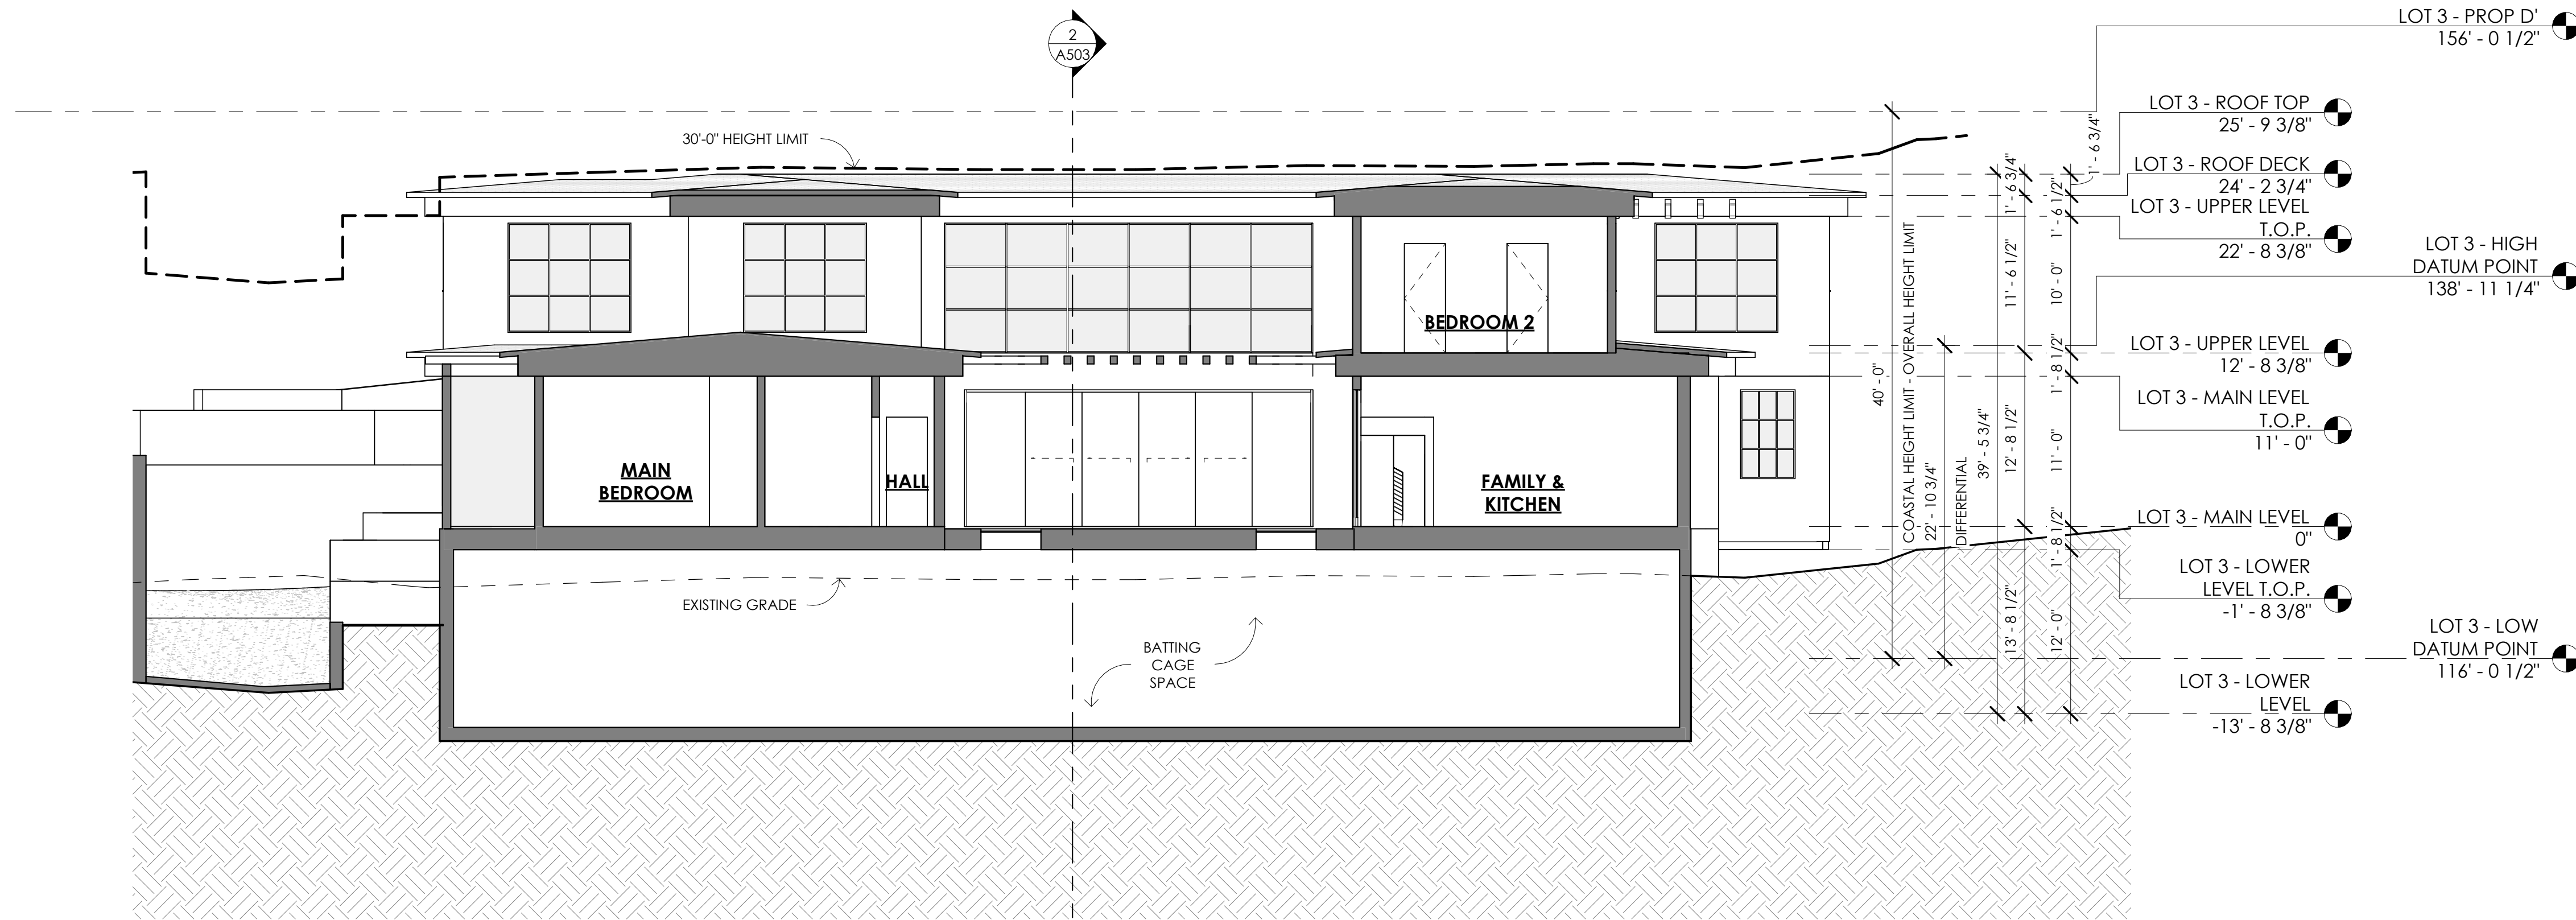 2
A503
30'-0" HEIGHT LIMIT
LOT 3 - PROP D'
156' - 0 1/2"
LOT 3 - ROOF TOP
25' - 9 3/8"
LOT 3 - ROOF DECK
24' - 2 3/4"
LOT 3 - UPPER LEVEL
T.O.P.
22' - 8 3/8"
LOT 3 - HIGH
DATUM POINT
138' - 11 1/4"
LOT 3 - UPPER LEVEL
12' - 8 3/8"
LOT 3 - MAIN LEVEL
T.O.P.
11' - 0"
LOT 3 - MAIN LEVEL
0"
LOT 3 - LOWER
LEVEL T.O.P.
-1' - 8 3/8"
LOT 3 - LOW
DATUM POINT
116' - 0 1/2"
LOT 3 - LOWER
LEVEL
-13' - 8 3/8"
BEDROOM 2
MAIN
BEDROOM
HALL
FAMILY &
KITCHEN
EXISTING GRADE
BATTING
CAGE
SPACE
40' - 0"
COASTAL HEIGHT LIMIT - OVERALL HEIGHT LIMIT
22' - 10 3/4"
DIFFERENTIAL
39' - 5 3/4"
1' - 6 3/4"
11' - 6 1/2"
12' - 8 1/2"
13' - 8 1/2"
1' - 6 3/4"
1' - 6 1/2"
10' - 0"
1' - 8 1/2"
11' - 0"
1' - 8 1/2"
12' - 0"